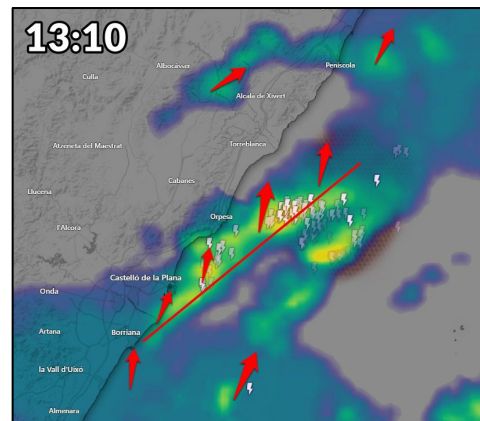 13:10
Albocàsser
Peníscola
Culla
Alcalà de Xivert
Atzeneta del Maestrat
Torreblanca
Cabanes
Llucena
Orpesa
l'Alcora
Castelló de la Plana
Onda
Artana
Borriana
la Vall d'Uixó
Almenara